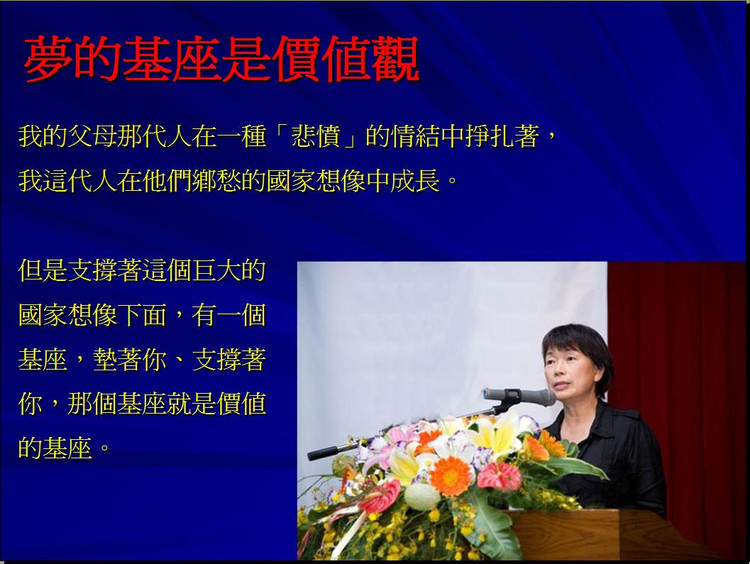 夢的基座是價值觀
我的父母那代人在一種「悲憤」的情結中掙扎著，
我這代人在他們鄉愁的國家想像中成長。
但是支撐著這個巨大的
國家想像下面，有一個
基座，墊著你、支撐著
你，那個基座就是價值
的基座。